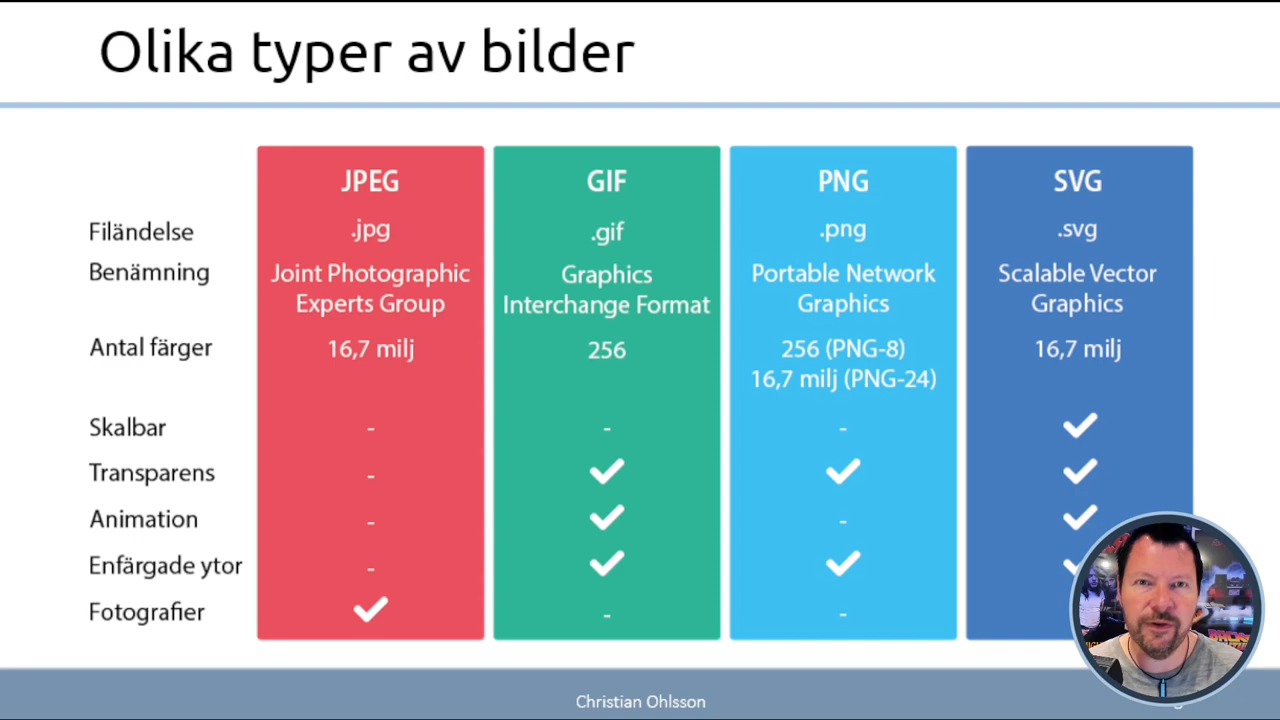 Olika typer av bilder
JPEG GIF PNG SVG
Filändelse .jpg .gif .png .svg
Benämning Joint Photographic Graphics Portable Network Scalable Vector
Experts Group Interchange Format Graphics Graphics
Antal färger 16,7 milj 256 256 (PNG-8) 16,7 milj
16,7 milj (PNG-24)
Skalbar - - -
Transparens -
Animation - -
Enfärgade ytor -
Fotografier - -
Christian Ohlsson